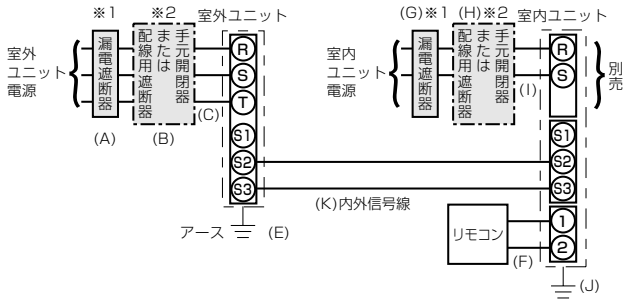 ※1
※2
室外ユニット
室外
ユニット
電源
漏電遮断器
手元開閉器
または
配線用遮断器
R
S
T
S1
S2
S3
(A)
(B)
(C)
アース
(E)
(G)※1
(H)※2
室内ユニット
室内
ユニット
電源
漏電遮断器
手元開閉器
または
配線用遮断器
R
S
別売
(I)
S1
S2
S3
(K)内外信号線
リモコン
1
2
(F)
(J)